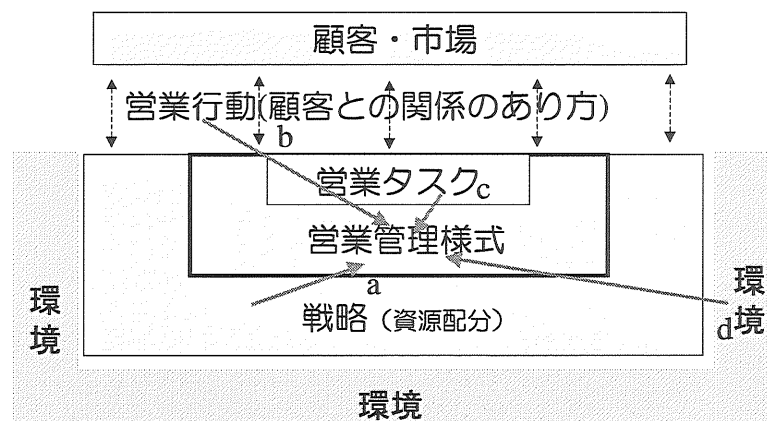 顧客・市場
営業行動(顧客との関係のあり方)
b
営業タスク
c
営業管理様式
a
環境
戦略（資源配分）
環境
d
環境